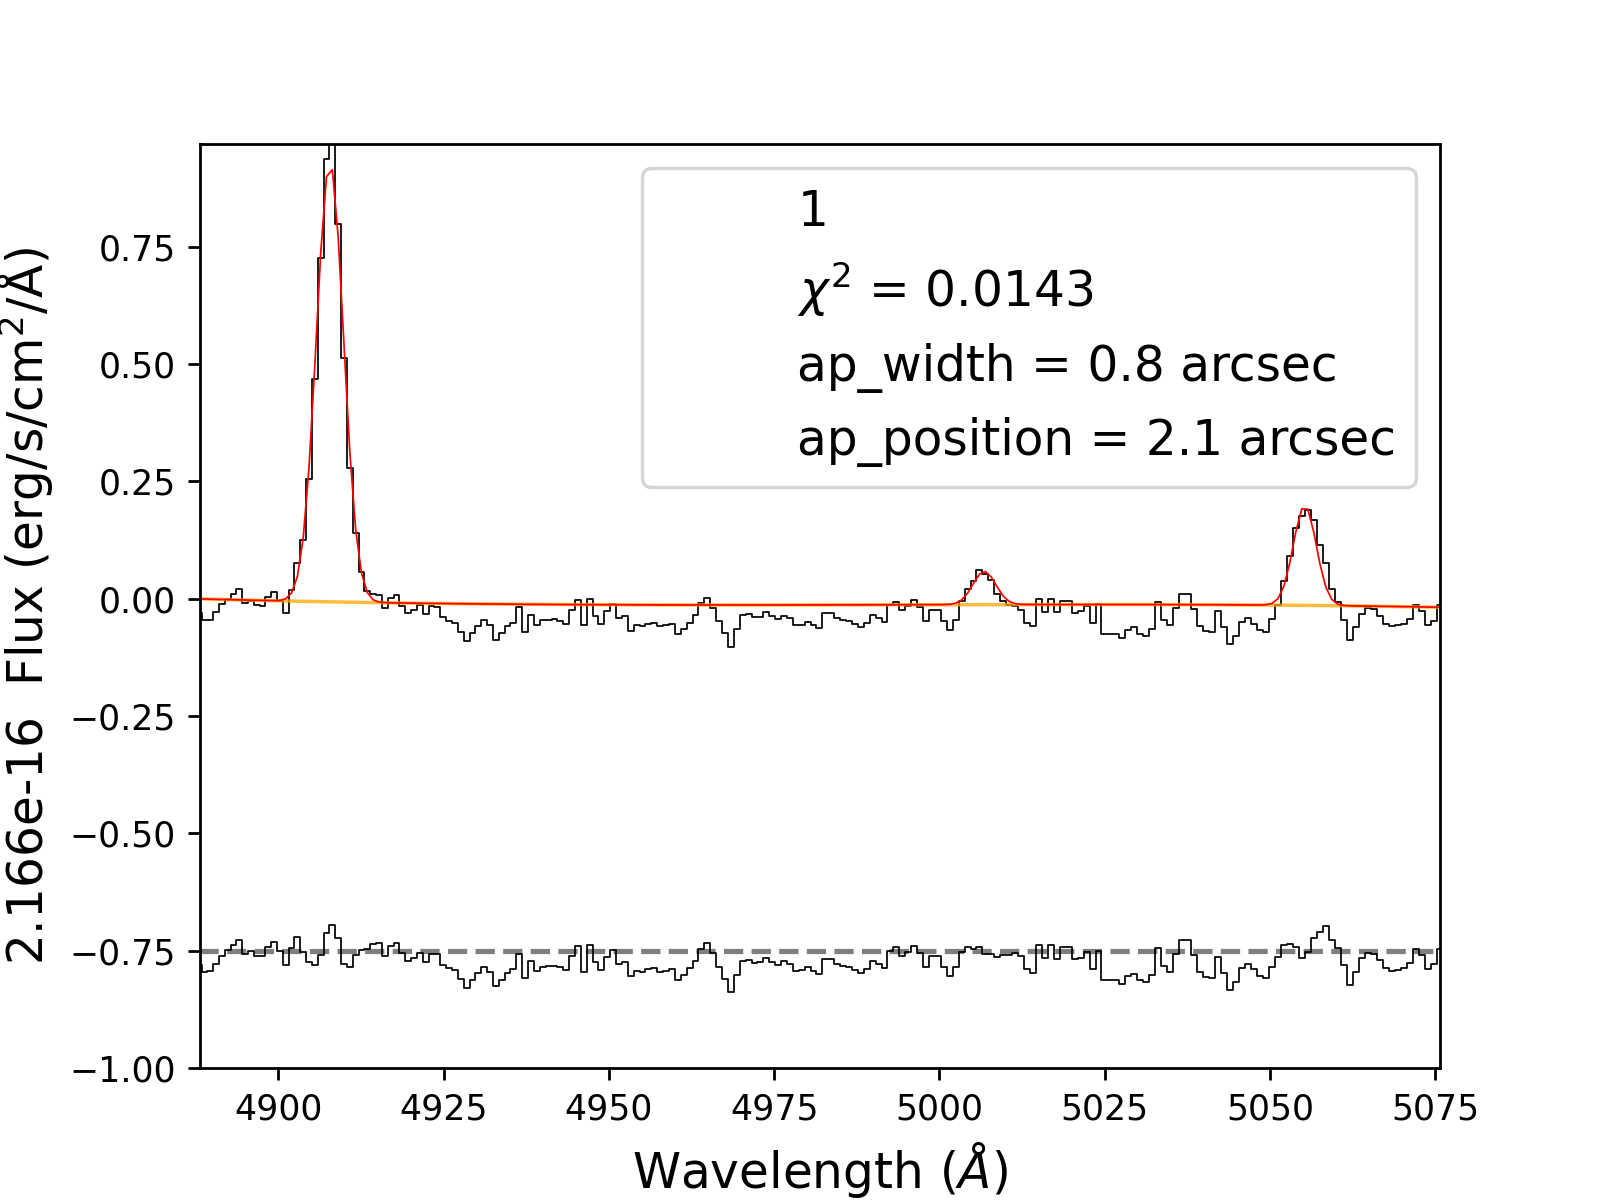 1
χ² = 0.0143
ap_width = 0.8 arcsec
ap_position = 2.1 arcsec
2.166e-16 Flux (erg/s/cm²/Å)
0.75
0.50
0.25
0.00
−0.25
−0.50
−0.75
−1.00
4900 4925 4950 4975 5000 5025 5050 5075
Wavelength (Å)